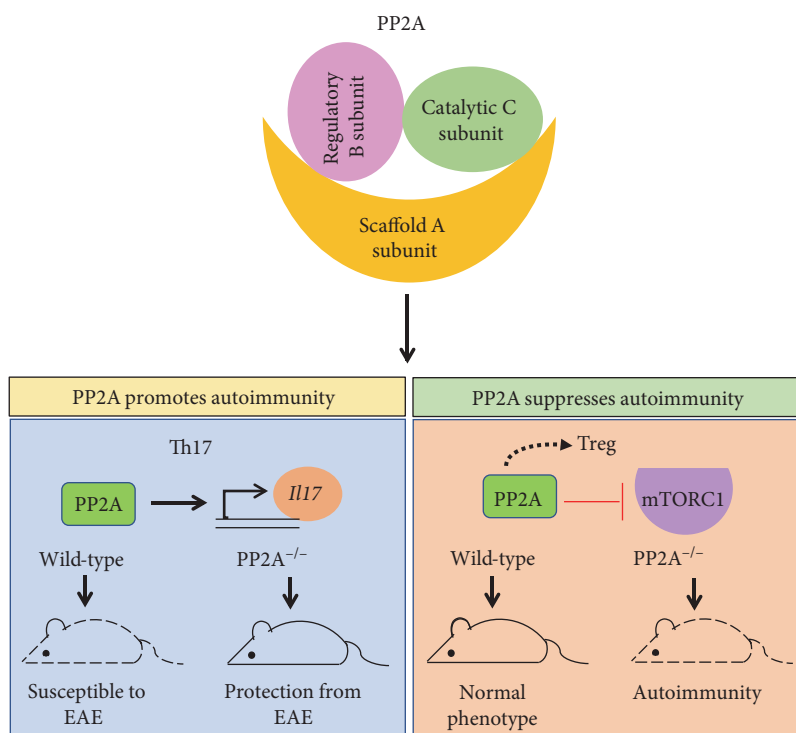 PP2A
Regulatory
B subunit
Catalytic C
subunit
Scaffold A
subunit
PP2A promotes autoimmunity
Th17
PP2A
Il17
Wild-type
PP2A−/−
Susceptible to
EAE
Protection from
EAE
PP2A suppresses autoimmunity
Treg
PP2A
mTORC1
Wild-type
PP2A−/−
Normal
phenotype
Autoimmunity